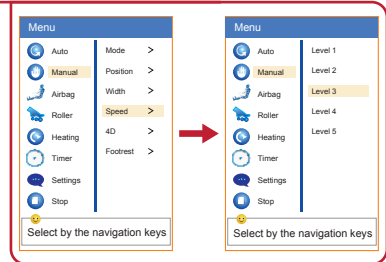 Menu
Auto
Manual
Airbag
Roller
Heating
Timer
Settings
Stop
Mode >
Position >
Width >
Speed >
4D >
Footrest >
Select by the navigation keys
Menu
Auto
Manual
Airbag
Roller
Heating
Timer
Settings
Stop
Level 1
Level 2
Level 3
Level 4
Level 5
Select by the navigation keys